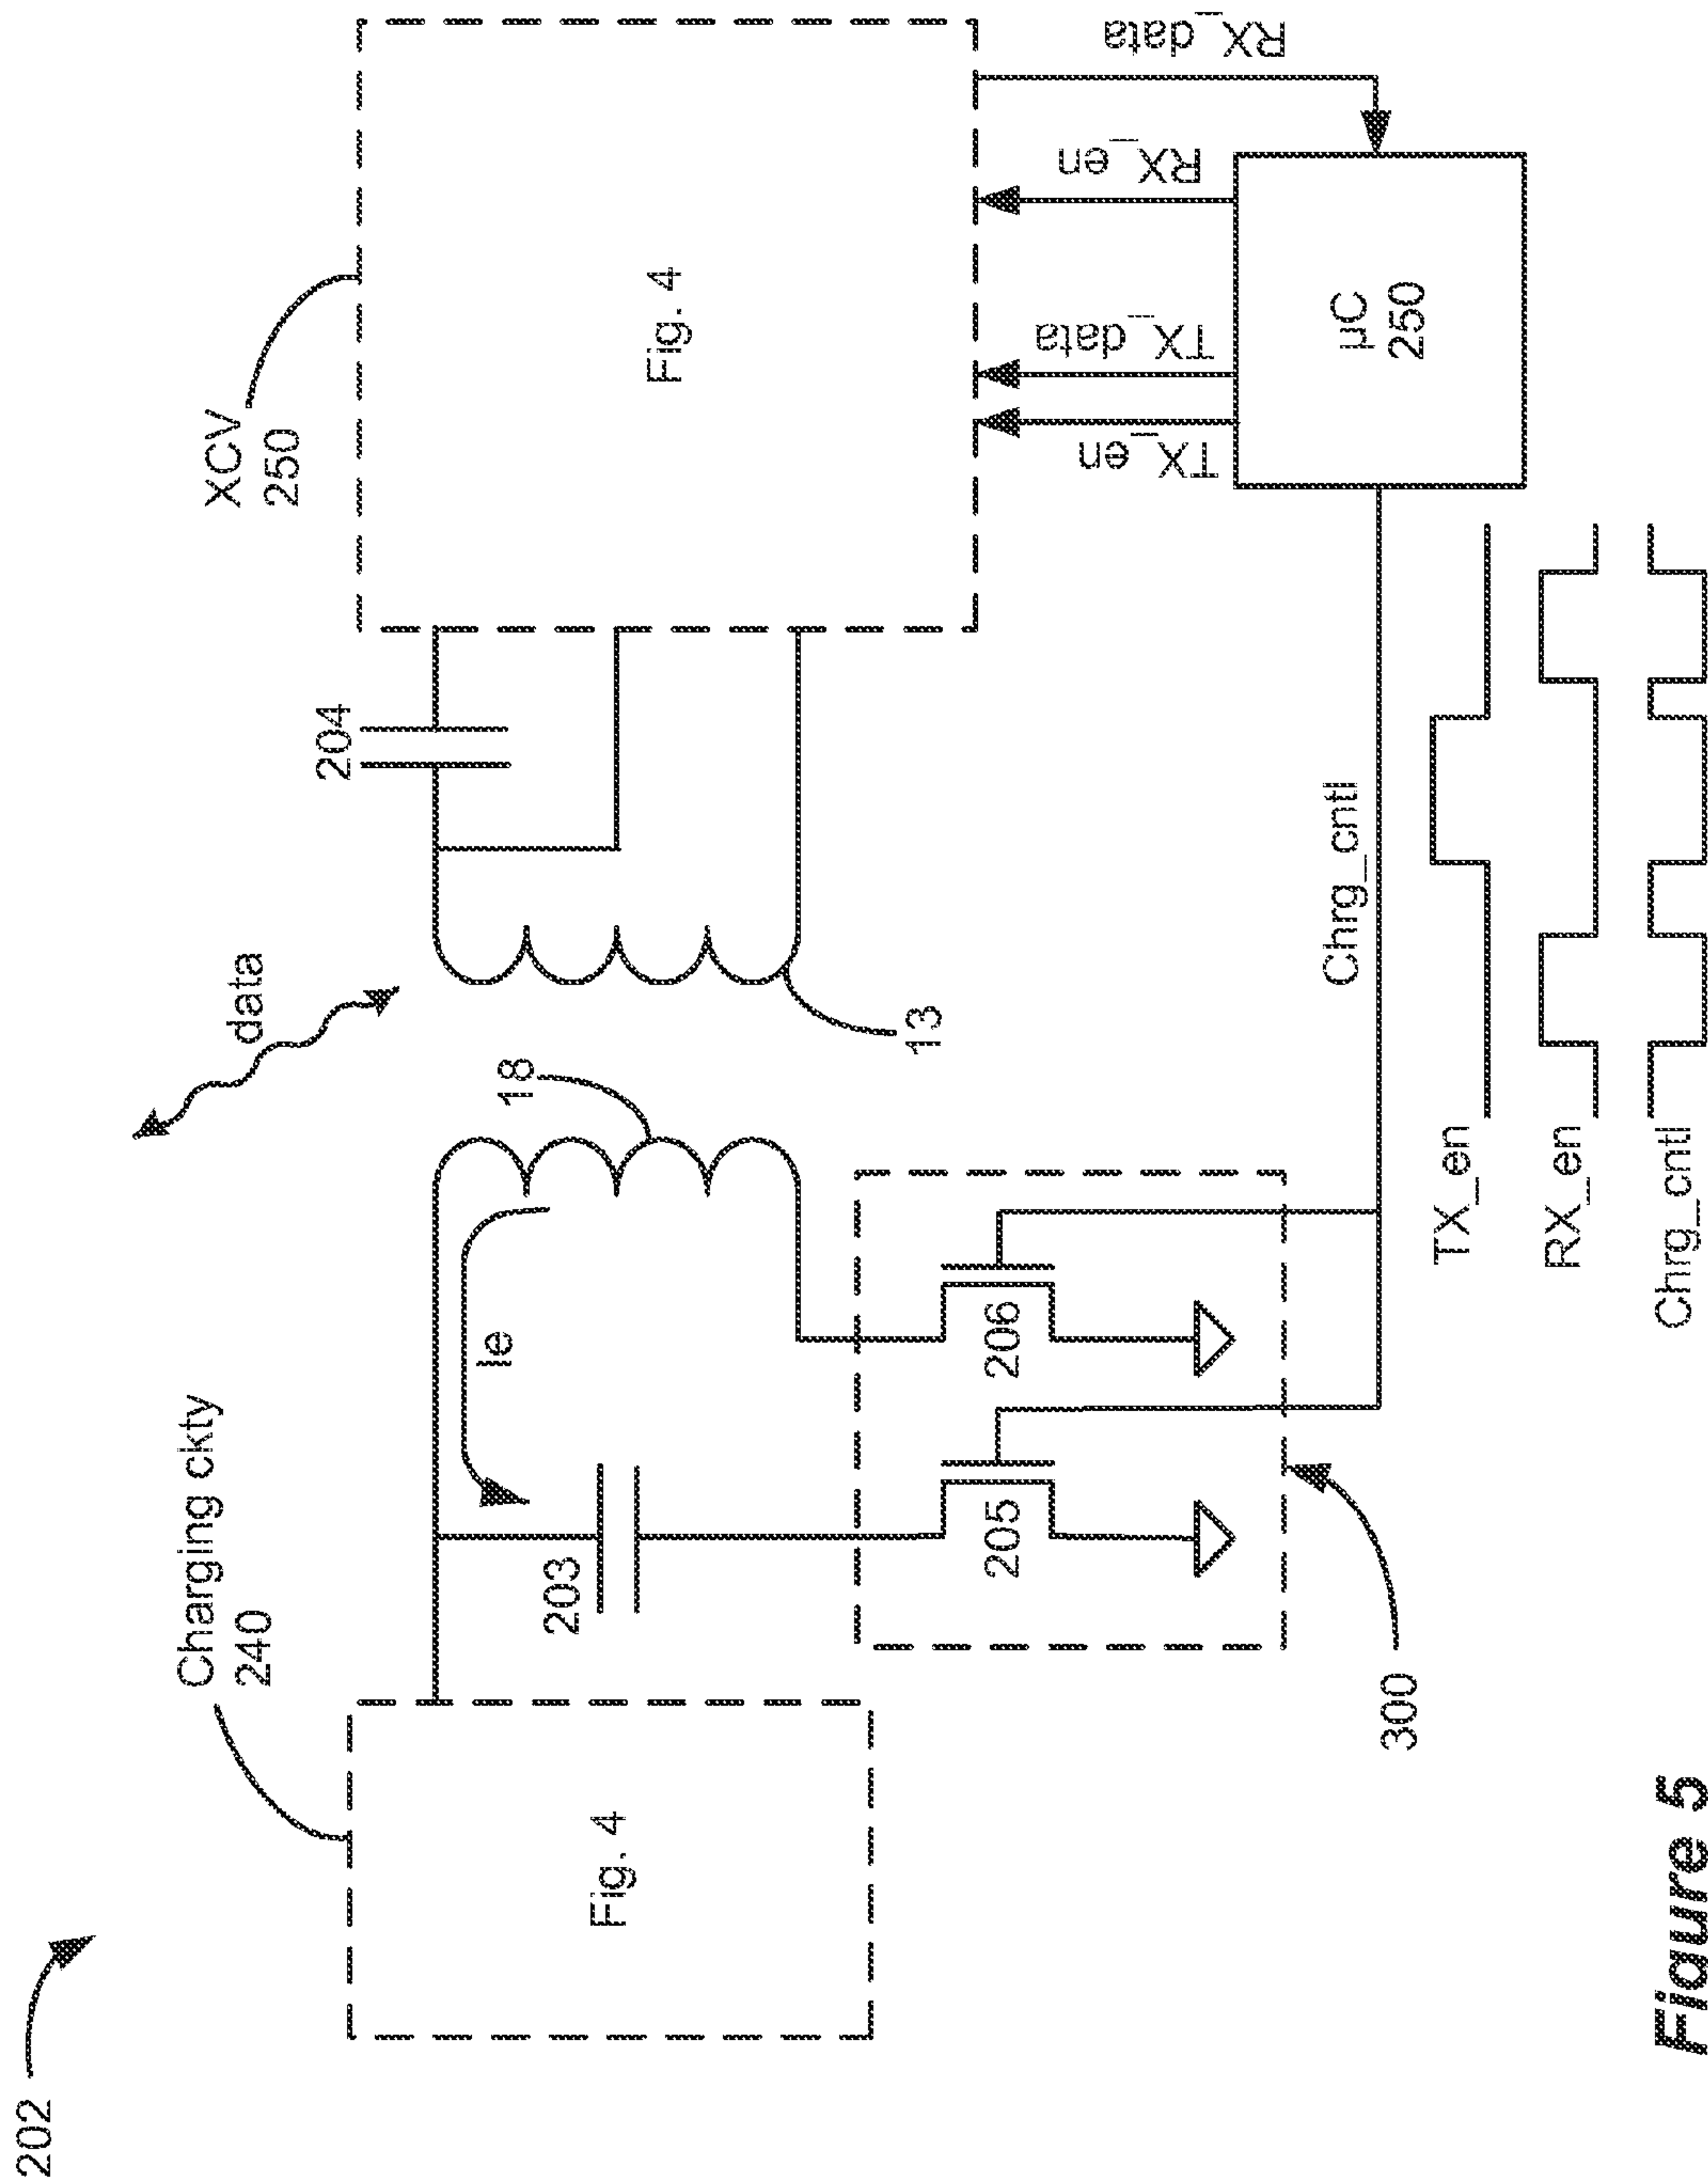 202
Charging ckty
240
Fig. 4
data
XCV
250
Fig. 4
204
18
13
Ie
203
205
206
300
Chrg_cntl
TX_en
TX_data
RX_en
RX_data
µC
250
TX_en
RX_en
Chrg_cntl
Figure 5